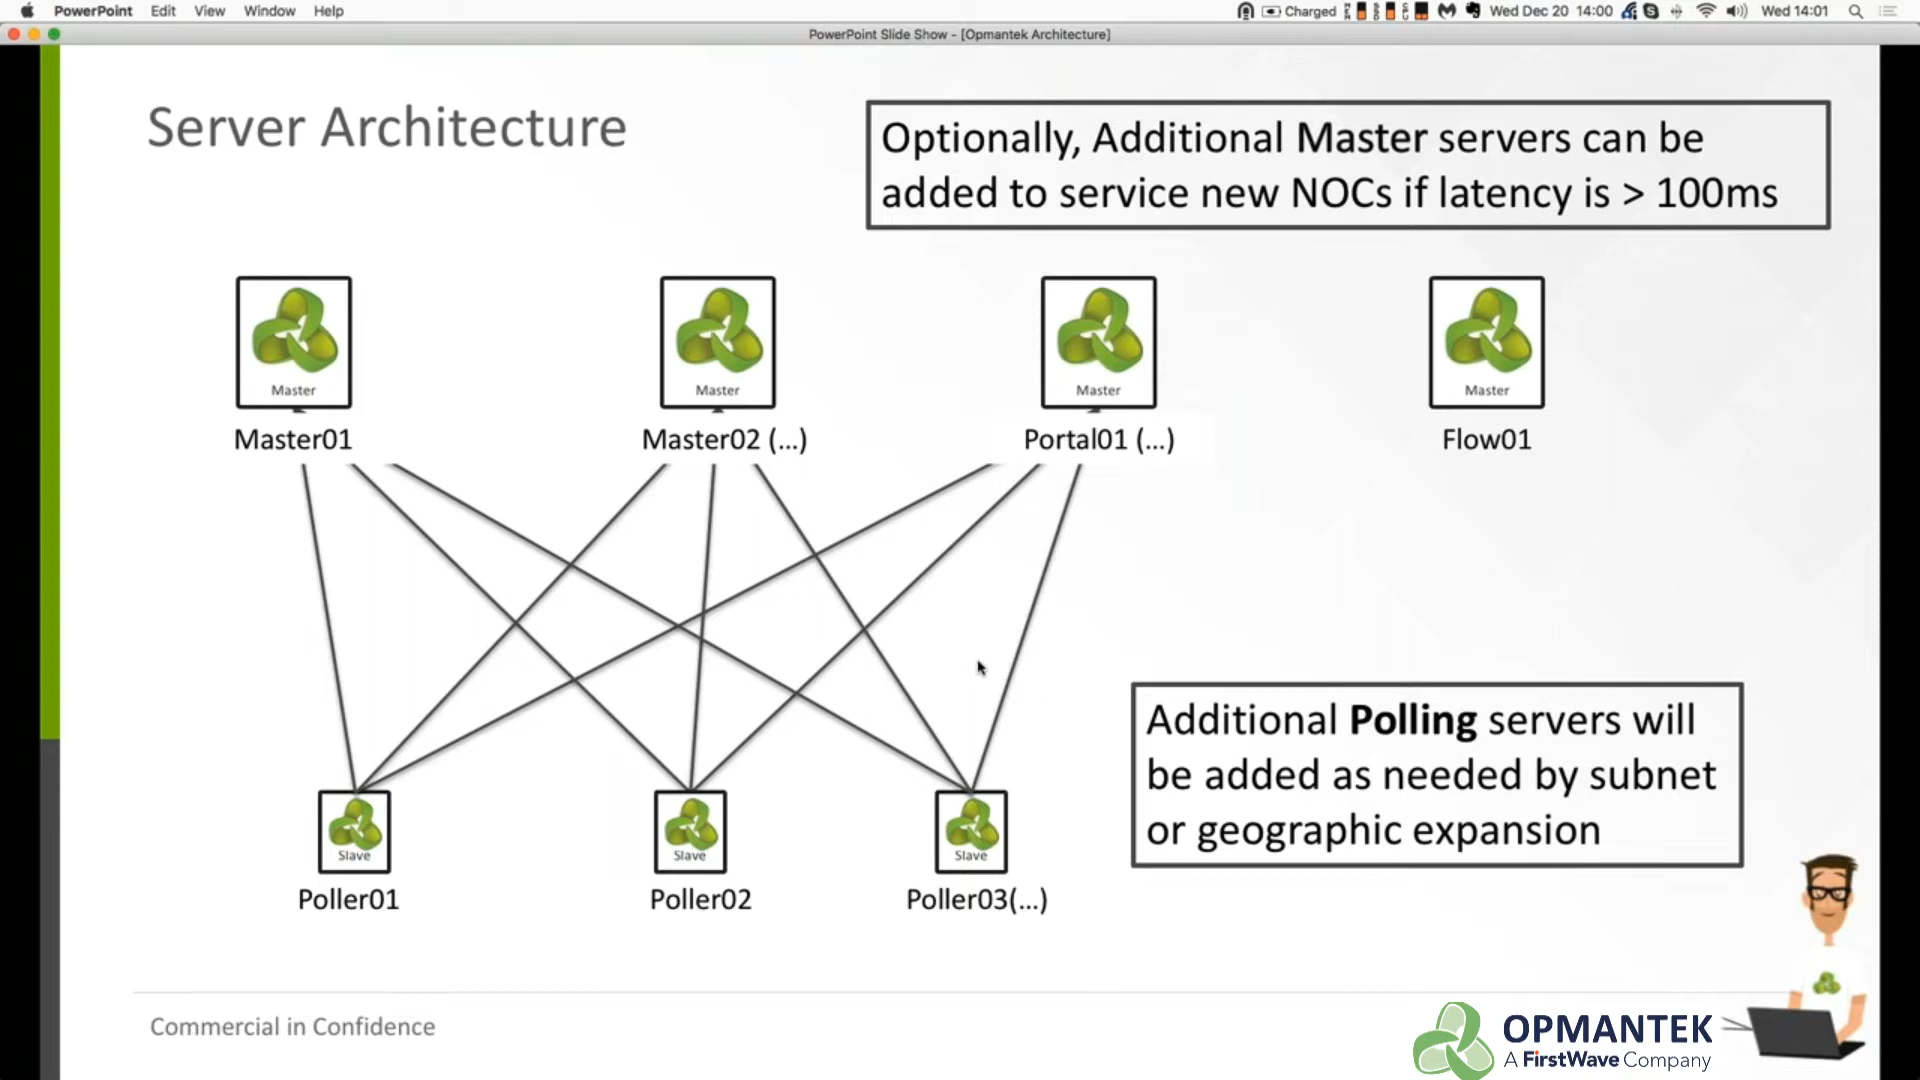 PowerPoint Edit View Window Help
Charged Wed Dec 20 14:00 Wed 14:01
PowerPoint Slide Show - [Opmantek Architecture]
Server Architecture
Optionally, Additional Master servers can be
added to service new NOCs if latency is > 100ms
Master Master Master Master
Master01 Master02 (...) Portal01 (...) Flow01
Additional Polling servers will
be added as needed by subnet
or geographic expansion
Slave Slave Slave
Poller01 Poller02 Poller03(...)
Commercial in Confidence
OPMANTEK
A FirstWave Company